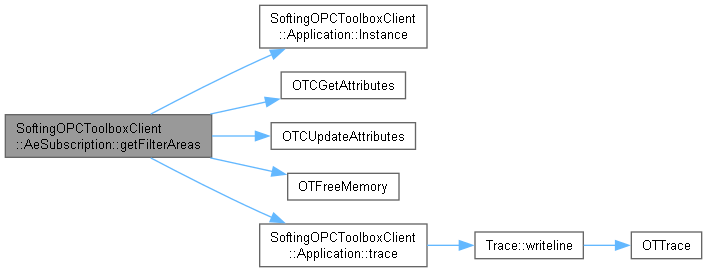 SoftingOPCToolboxClient
::Application::Instance
OTCGetAttributes
SoftingOPCToolboxClient
::AeSubscription::getFilterAreas
OTCUpdateAttributes
OTFreeMemory
SoftingOPCToolboxClient
::Application::trace
Trace::writeline
OTTrace